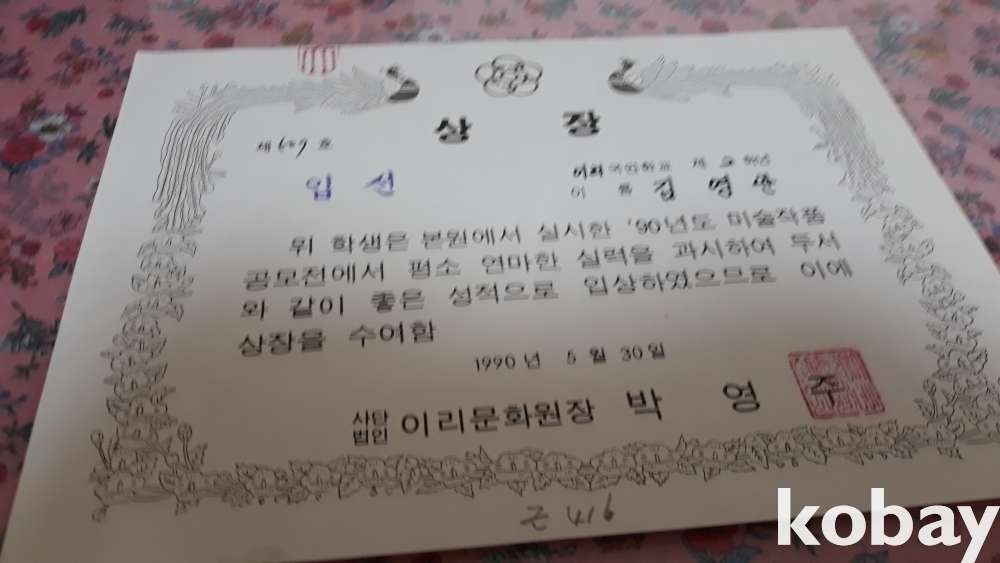 상 장
제 609 호
입 선
이리국민학교 제 2 학년
이 름 김 영 산
위 학생은 본원에서 실시한 '90년도 미술작품
공모전에서 평소 연마한 실력을 과시하여 두서
와 같이 좋은 성적으로 입상하였으므로 이에
상장을 수여함
1990 년 5 월 30 일
사단법인 이리문화원장 박 영 주
kobay